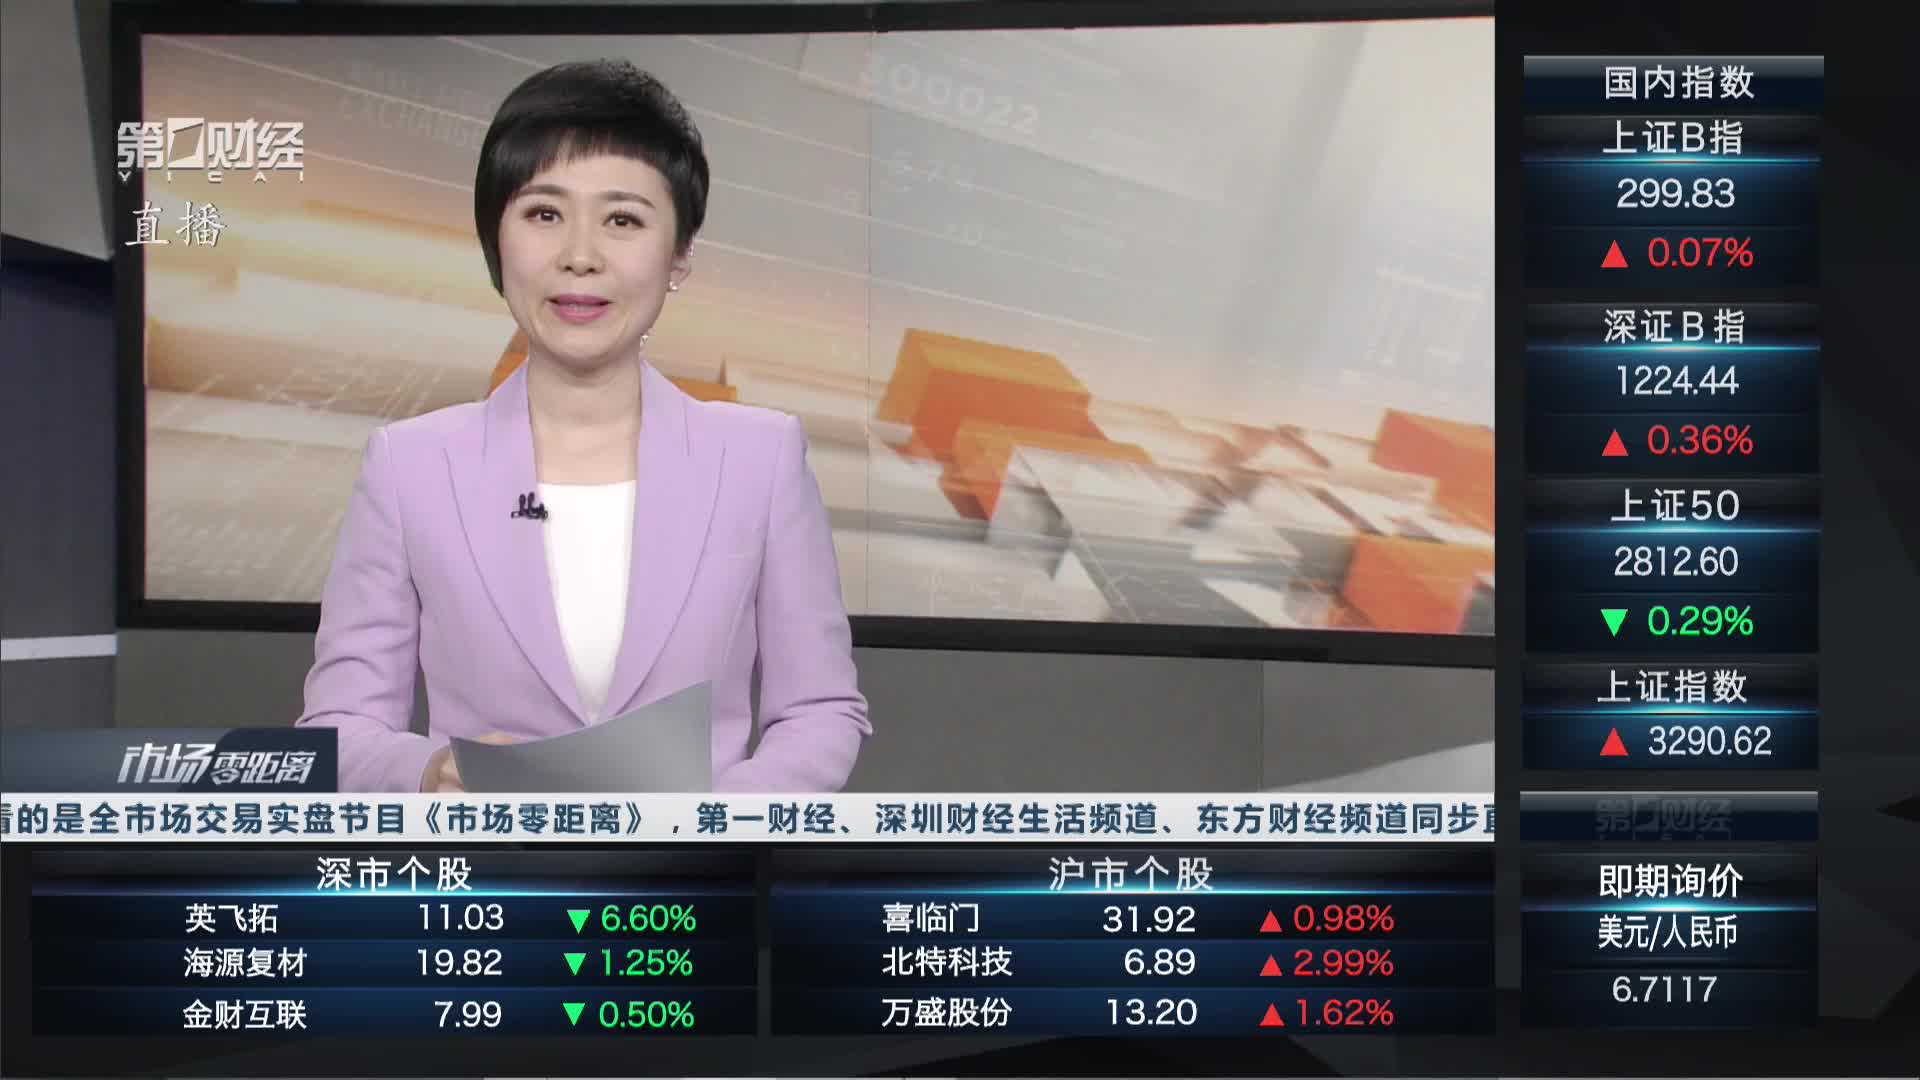 300022
第一财经
YICAI
直播
市场零距离
看的是全市场交易实盘节目《市场零距离》，第一财经、深圳财经生活频道、东方财经频道同步直
深市个股
英飞拓 11.03 ▼ 6.60%
海源复材 19.82 ▼ 1.25%
金财互联 7.99 ▼ 0.50%
沪市个股
喜临门 31.92 ▲ 0.98%
北特科技 6.89 ▲ 2.99%
万盛股份 13.20 ▲ 1.62%
国内指数
上证B指
299.83
▲ 0.07%
深证B指
1224.44
▲ 0.36%
上证50
2812.60
▼ 0.29%
上证指数
▲ 3290.62
第一财经
即期询价
美元/人民币
6.7117